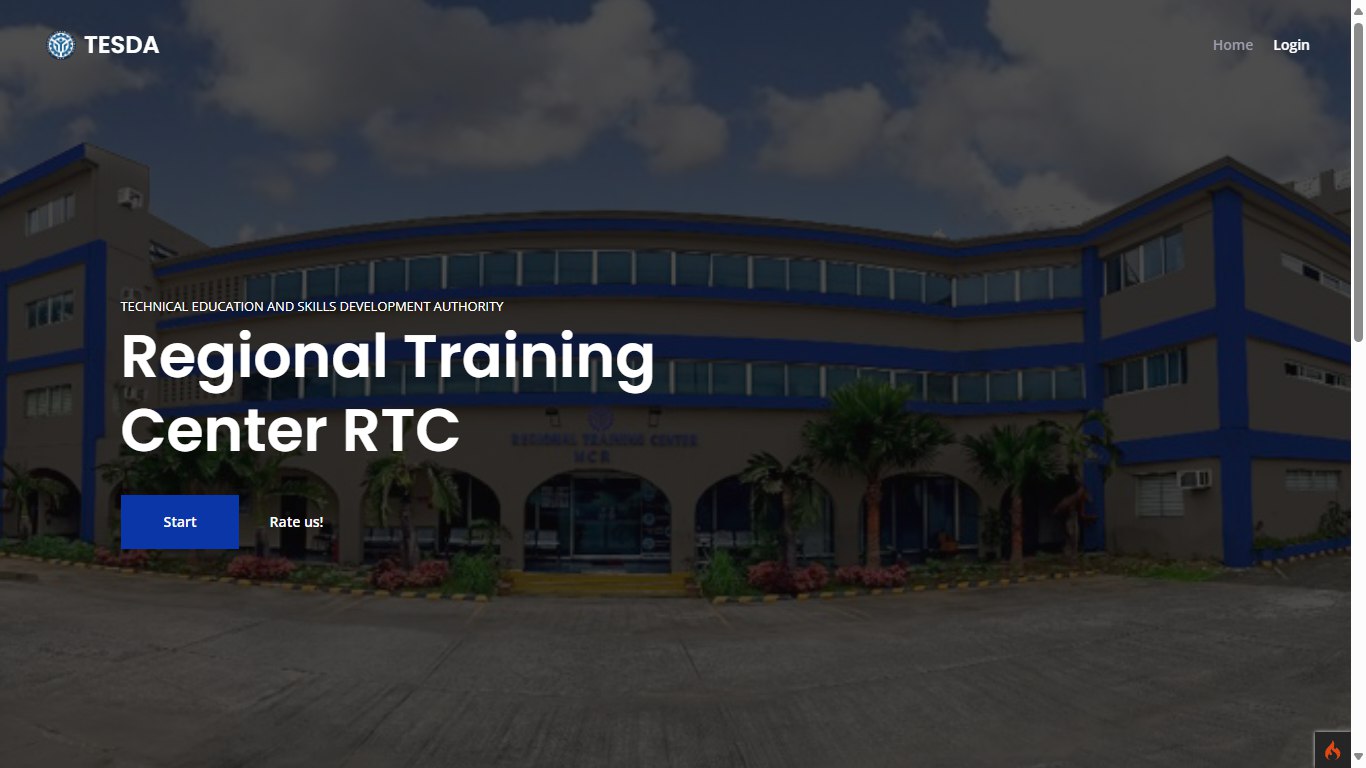 TESDA
Home
Login
TECHNICAL EDUCATION AND SKILLS DEVELOPMENT AUTHORITY
Regional Training
Center RTC
REGIONAL TRAINING CENTER
NCR
Start
Rate us!